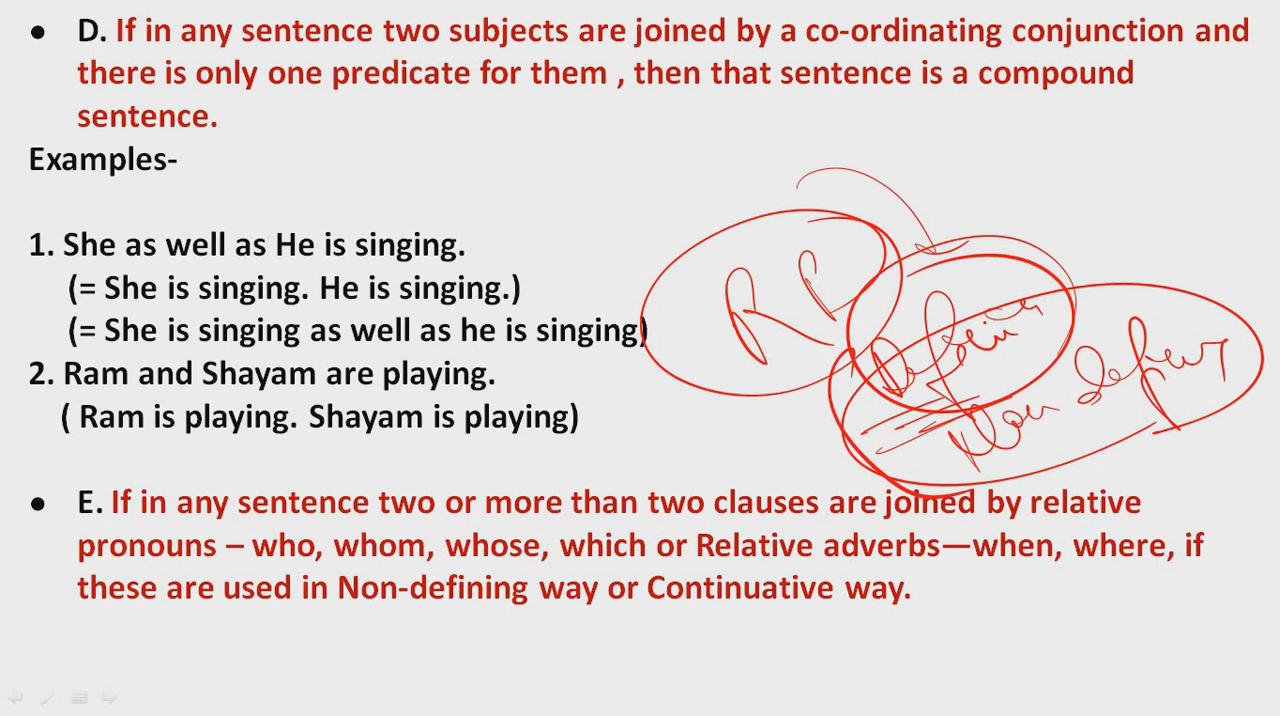 • D. If in any sentence two subjects are joined by a co-ordinating conjunction and
there is only one predicate for them , then that sentence is a compound
sentence.
Examples-
1. She as well as He is singing.
(= She is singing. He is singing.)
(= She is singing as well as he is singing)
2. Ram and Shayam are playing.
( Ram is playing. Shayam is playing)
R P
Defining
Non defining
• E. If in any sentence two or more than two clauses are joined by relative
pronouns – who, whom, whose, which or Relative adverbs—when, where, if
these are used in Non-defining way or Continuative way.